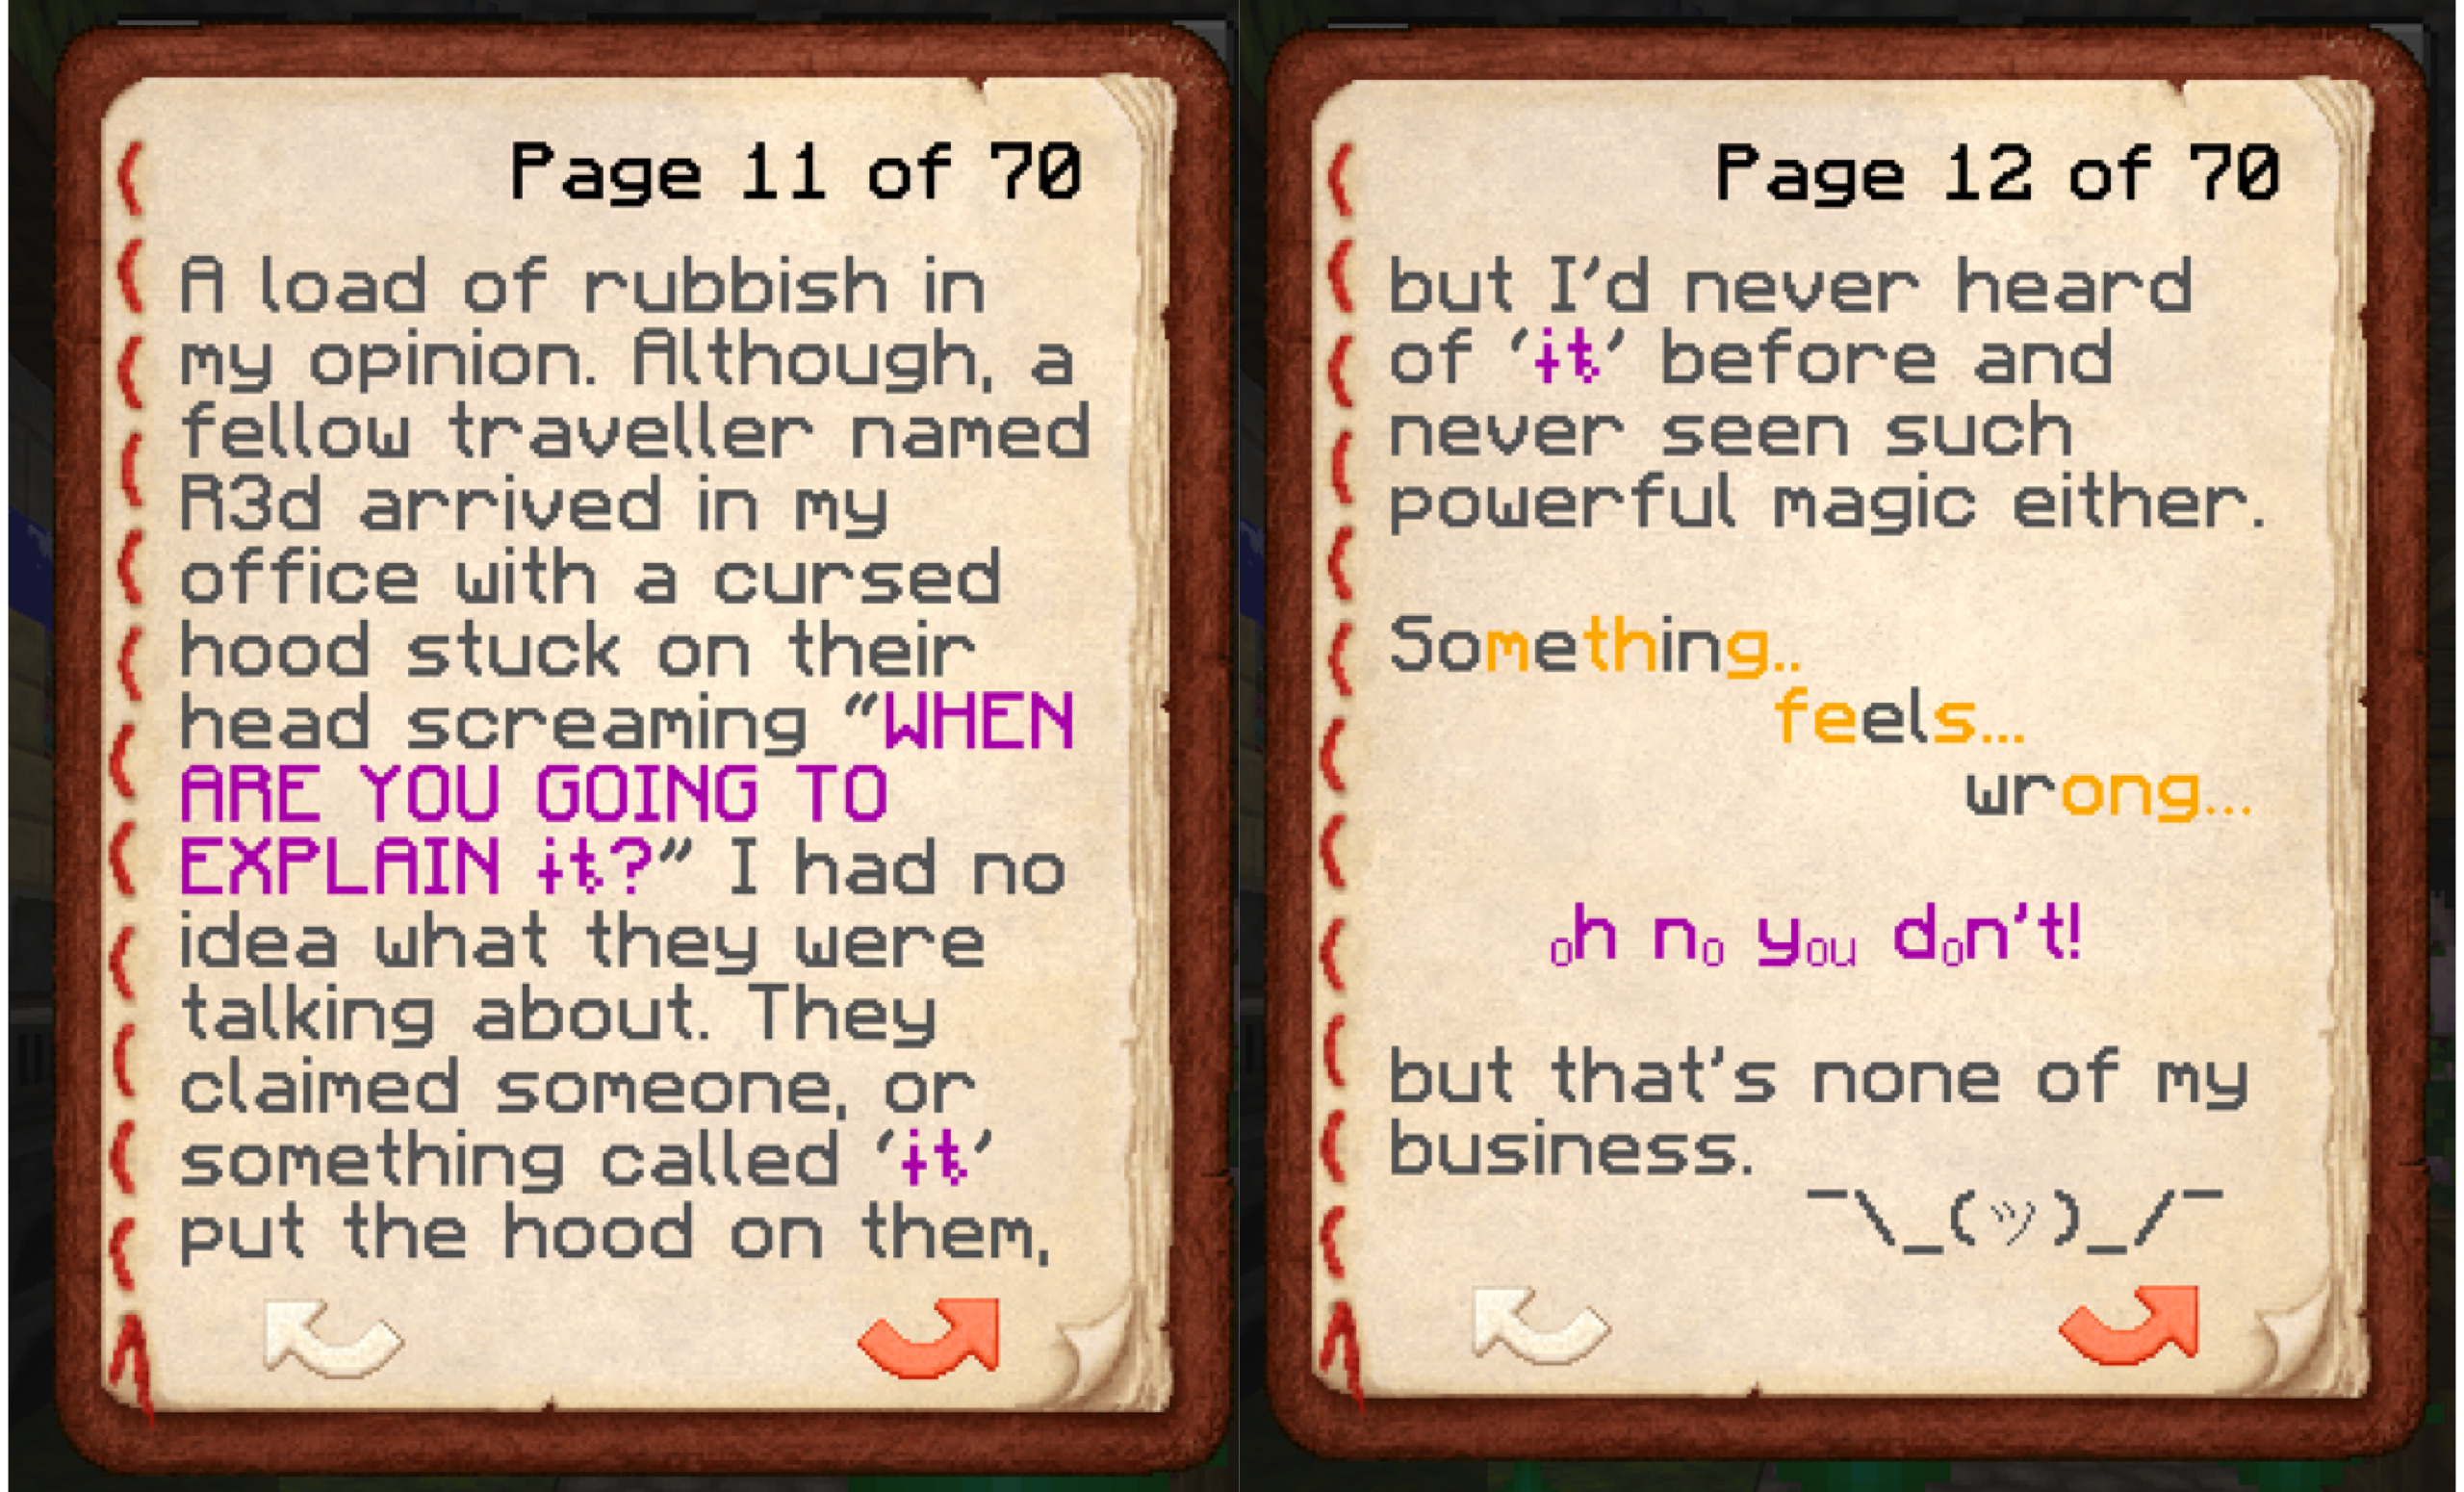 Page 11 of 70
A load of rubbish in
my opinion. Although, a
fellow traveller named
R3d arrived in my
office with a cursed
hood stuck on their
head screaming “WHEN
ARE YOU GOING TO
EXPLAIN it?” I had no
idea what they were
talking about. They
claimed someone, or
something called ‘it’
put the hood on them,
Page 12 of 70
but I’d never heard
of ‘it’ before and
never seen such
powerful magic either.
Something..
feels...
wrong...
oh no you don’t!
but that’s none of my
business.
¯\_(ツ)_/¯